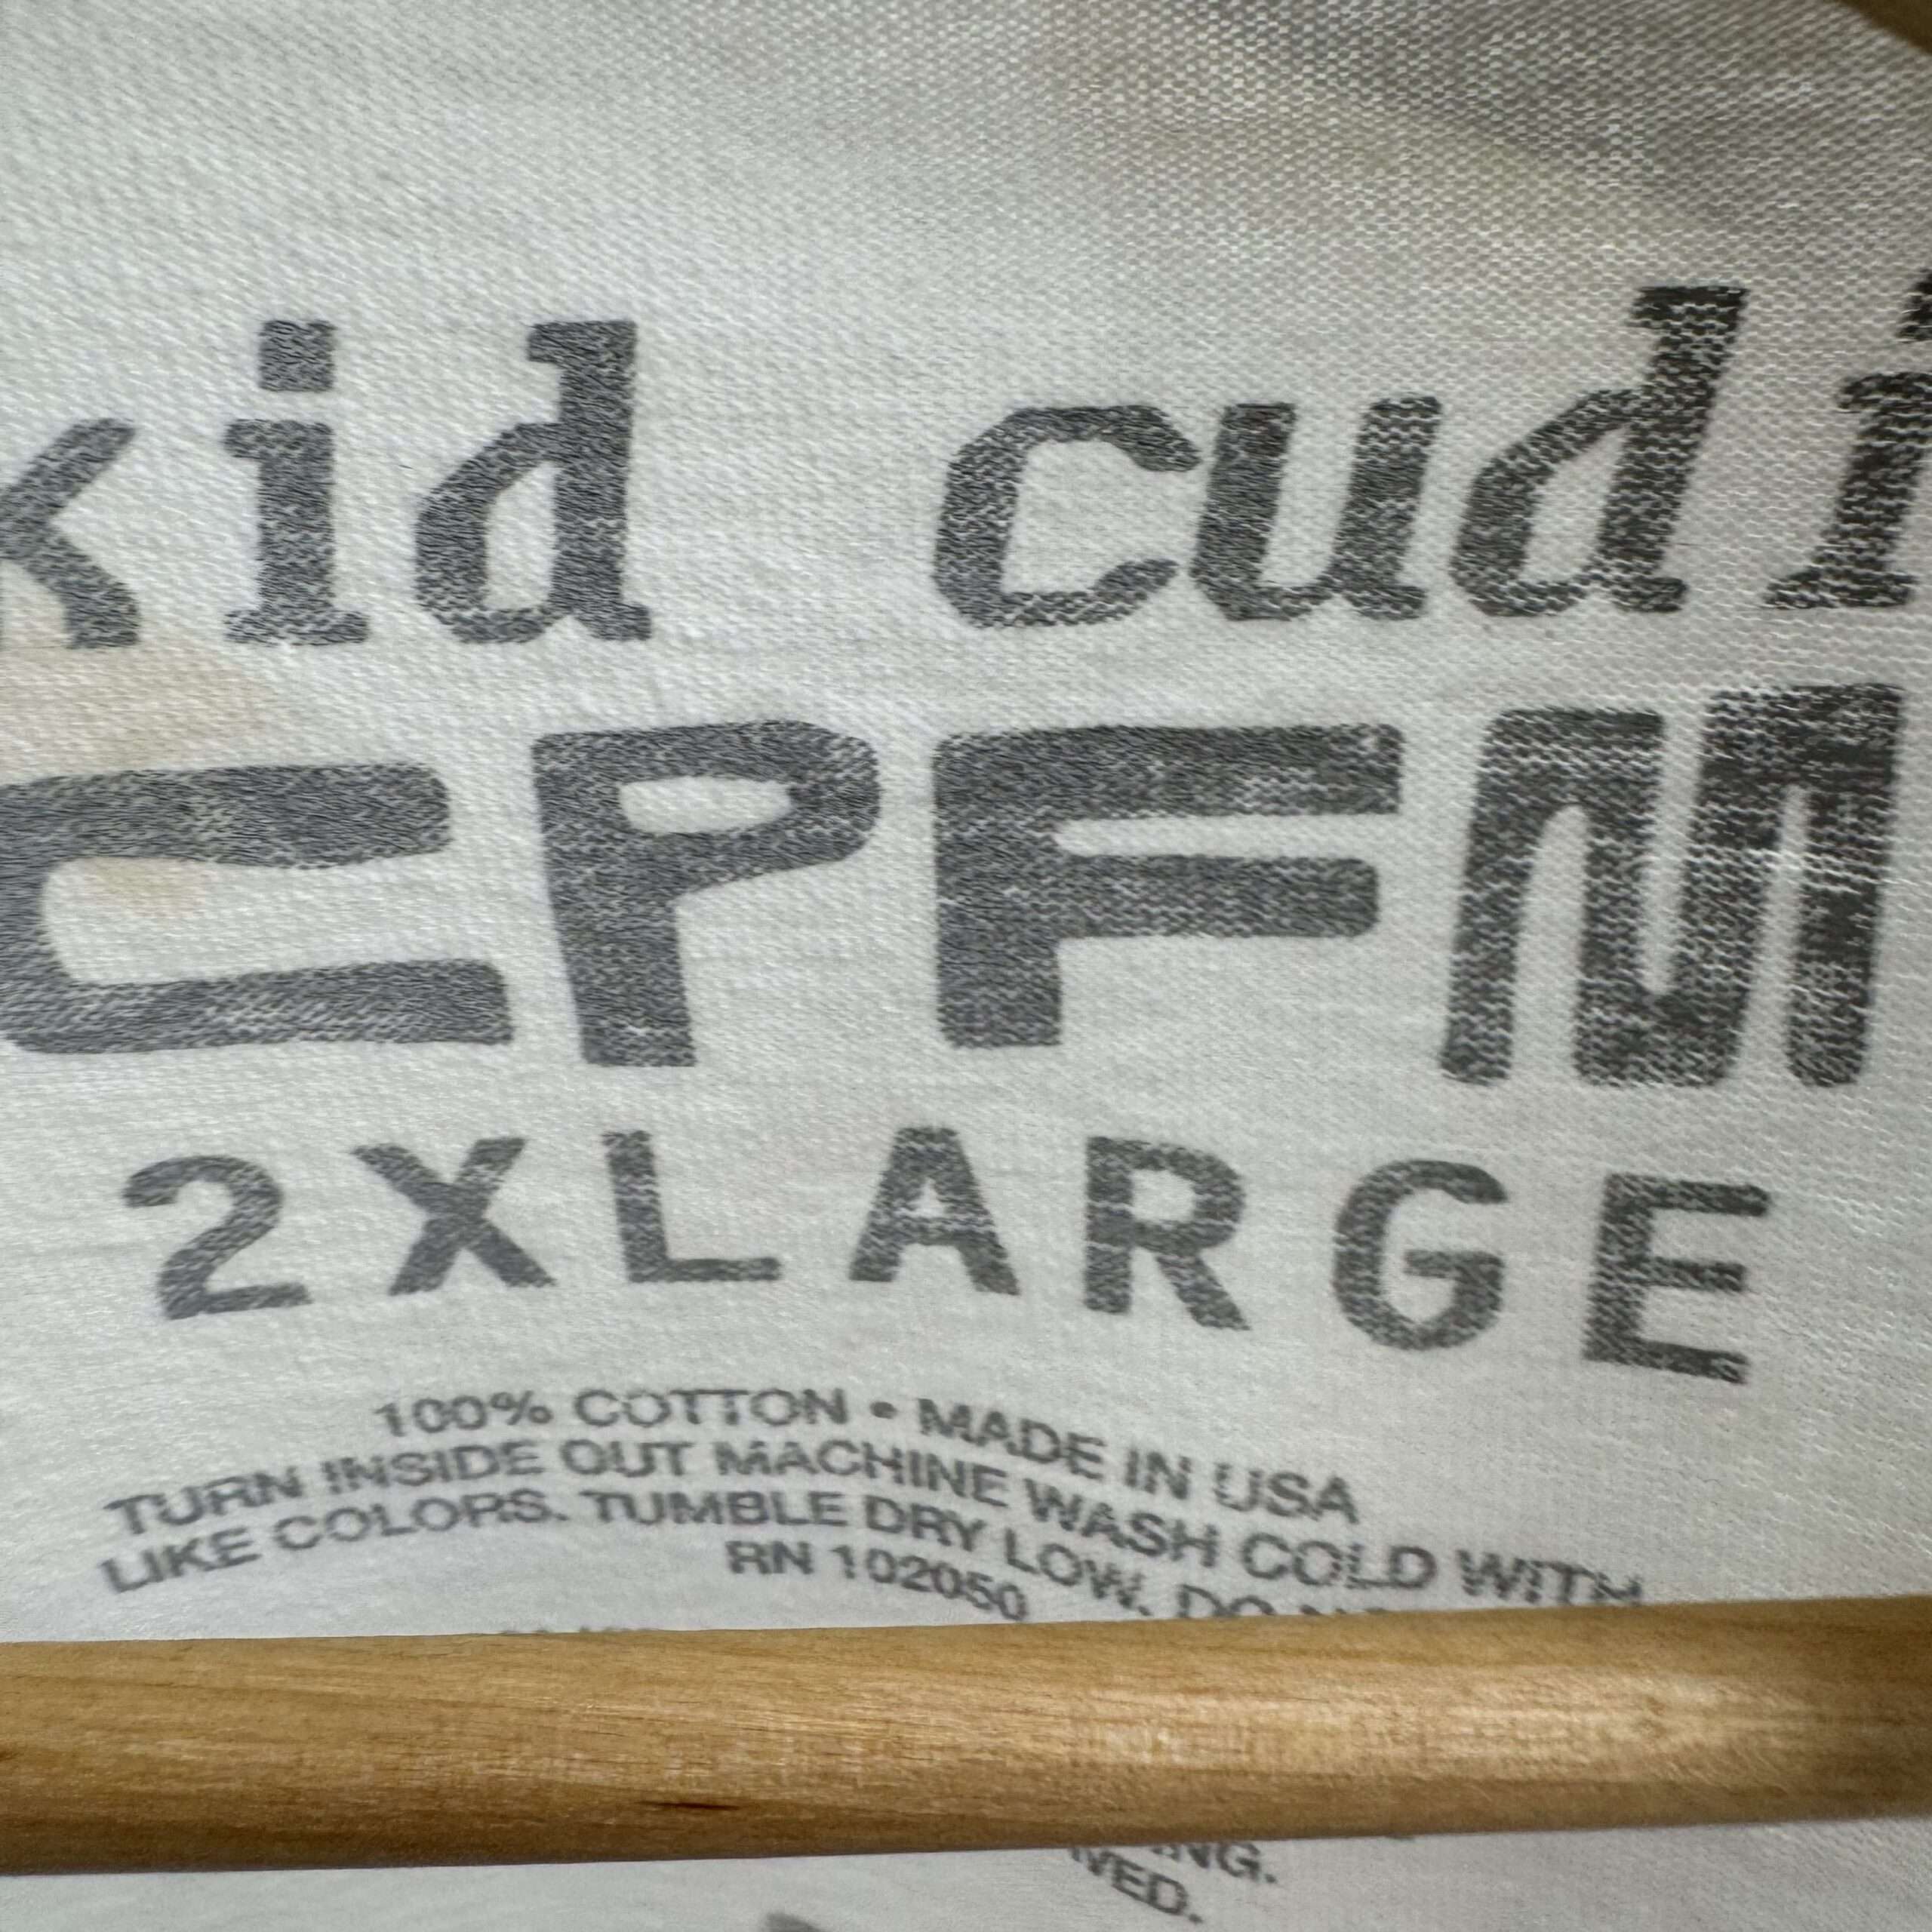 kid cudi
CPFM
2XLARGE
100% COTTON • MADE IN USA
TURN INSIDE OUT MACHINE WASH COLD WITH
LIKE COLORS. TUMBLE DRY LOW. DO
RN 102050